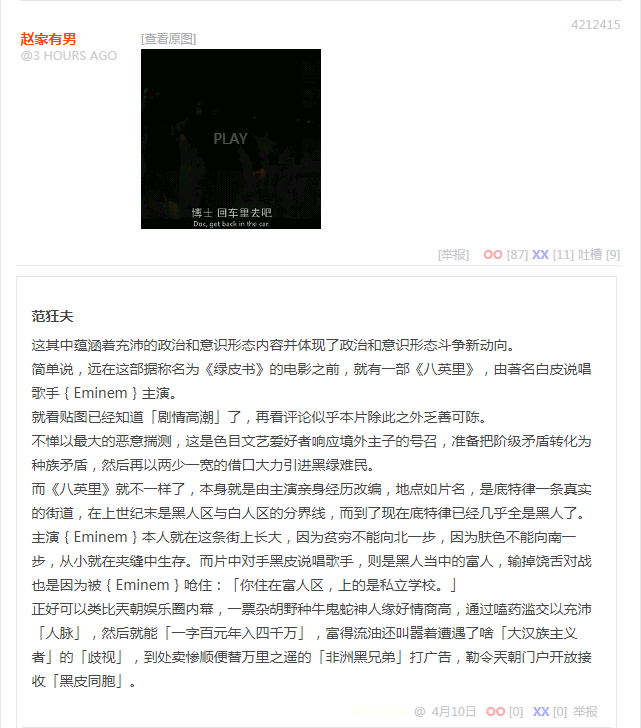 4212415
赵家有男
@3 HOURS AGO
[查看原图]
PLAY
博士 回车里去吧
Doc, get back in the car.
[举报] OO [87] XX [11] 吐槽 [9]
范狂夫
这其中蕴涵着充沛的政治和意识形态内容并体现了政治和意识形态斗争新动向。
简单说，远在这部据称名为《绿皮书》的电影之前，就有一部《八英里》，由著名白皮说唱
歌手｛Eminem｝主演。
就看贴图已经知道「剧情高潮」了，再看评论似乎本片除此之外乏善可陈。
不惮以最大的恶意揣测，这是色目文艺爱好者响应境外主子的号召，准备把阶级矛盾转化为
种族矛盾，然后再以两少一宽的借口大力引进黑绿难民。
而《八英里》就不一样了，本身就是由主演亲身经历改编，地点如片名，是底特律一条真实
的街道，在上世纪末是黑人区与白人区的分界线，而到了现在底特律已经几乎全是黑人了。
主演｛Eminem｝本人就在这条街上长大，因为贫穷不能向北一步，因为肤色不能向南一
步，从小就在夹缝中生存。而片中对手黑皮说唱歌手，则是黑人当中的富人，输掉饶舌对战
也是因为被｛Eminem｝呛住：「你住在富人区，上的是私立学校。」
正好可以类比天朝娱乐圈内幕，一票杂胡野种牛鬼蛇神人缘好情商高，通过嗑药滥交以充沛
「人脉」，然后就能「一字百元年入四千万」，富得流油还叫嚣着遭遇了啥「大汉族主义
者」的「歧视」，到处卖惨顺便替万里之遥的「非洲黑兄弟」打广告，勒令天朝门户开放接
收「黑皮同胞」。
@ 4月10日 OO [0] XX [0] 举报